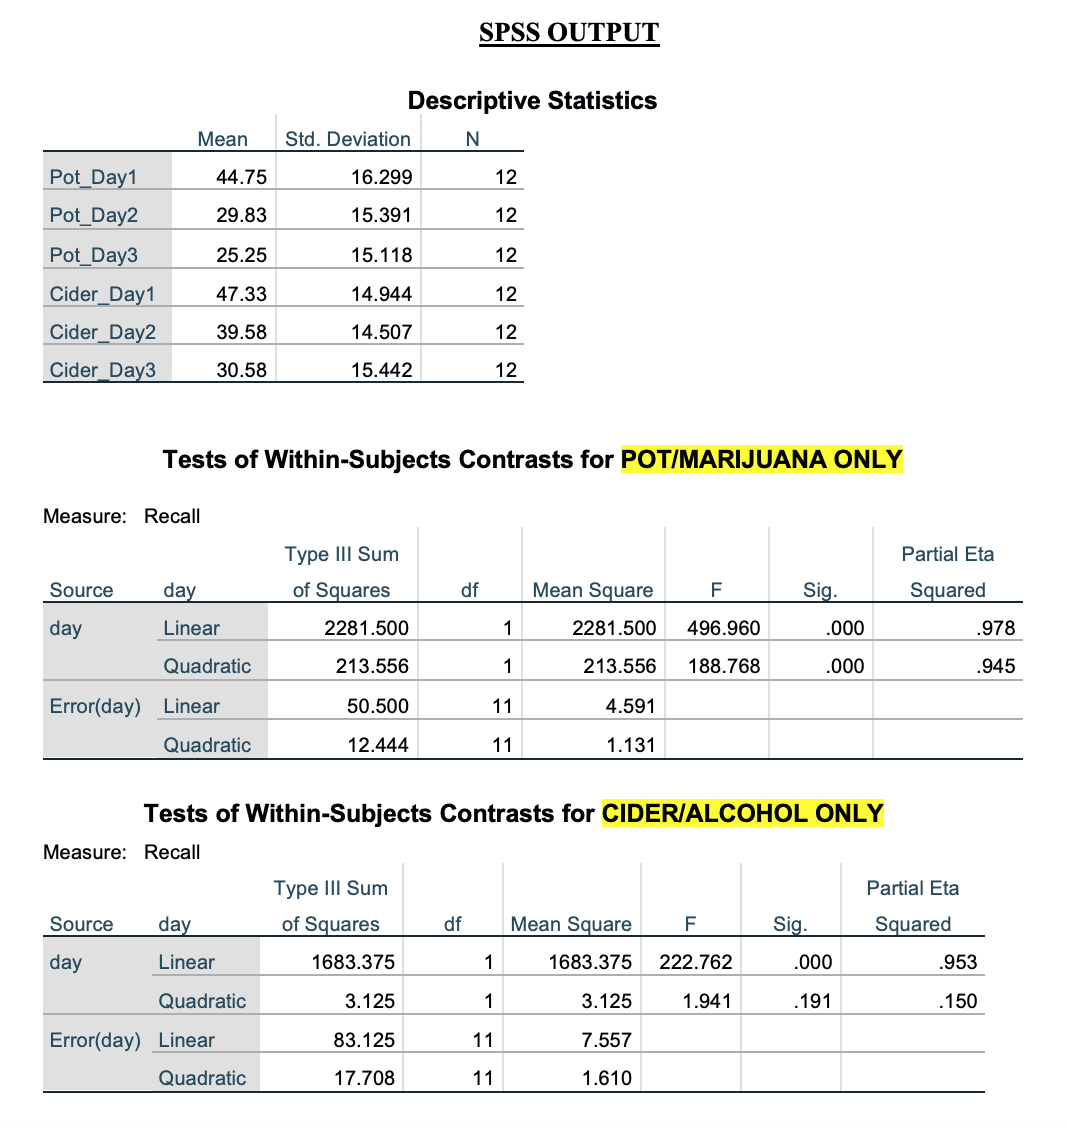 SPSS OUTPUT
Descriptive Statistics
Mean Std. Deviation N
Pot_Day1 44.75 16.299 12
Pot_Day2 29.83 15.391 12
Pot_Day3 25.25 15.118 12
Cider_Day1 47.33 14.944 12
Cider_Day2 39.58 14.507 12
Cider_Day3 30.58 15.442 12
Tests of Within-Subjects Contrasts for POT/MARIJUANA ONLY
Measure: Recall
Type III Sum Partial Eta
Source day of Squares df Mean Square F Sig. Squared
day Linear 2281.500 1 2281.500 496.960 .000 .978
Quadratic 213.556 1 213.556 188.768 .000 .945
Error(day) Linear 50.500 11 4.591
Quadratic 12.444 11 1.131
Tests of Within-Subjects Contrasts for CIDER/ALCOHOL ONLY
Measure: Recall
Type III Sum Partial Eta
Source day of Squares df Mean Square F Sig. Squared
day Linear 1683.375 1 1683.375 222.762 .000 .953
Quadratic 3.125 1 3.125 1.941 .191 .150
Error(day) Linear 83.125 11 7.557
Quadratic 17.708 11 1.610